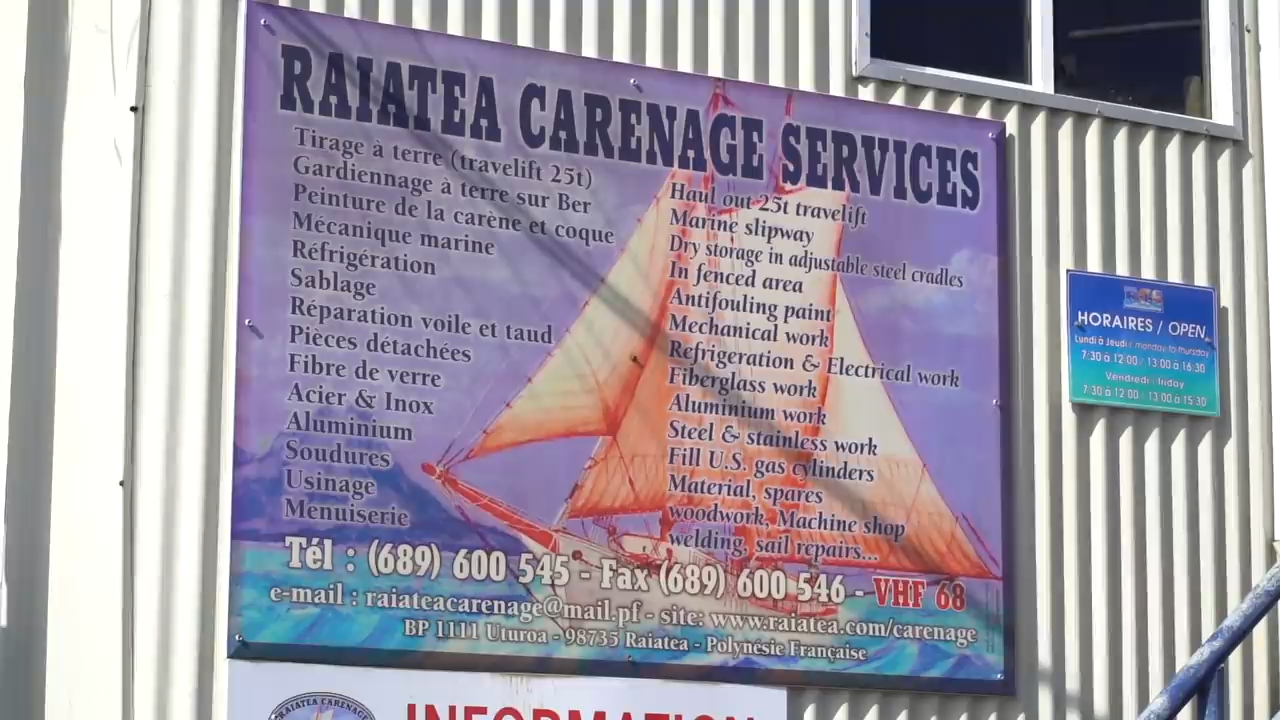 RAIATEA CARENAGE SERVICES
Tirage à terre (travelift 25t)
Gardiennage à terre sur Ber
Peinture de la carène et coque
Mécanique marine
Réfrigération
Sablage
Réparation voile et taud
Pièces détachées
Fibre de verre
Acier & Inox
Aluminium
Soudures
Usinage
Menuiserie
Haul out 25t travelift
Marine slipway
Dry storage in adjustable steel cradles
In fenced area
Antifouling paint
Mechanical work
Refrigeration & Electrical work
Fiberglass work
Aluminium work
Steel & stainless work
Fill U.S. gas cylinders
Material, spares
woodwork, Machine shop
welding, sail repairs...
Tél : (689) 600 545 - Fax (689) 600 546 - VHF 68
e-mail : raiateacarenage@mail.pf - site: www.raiatea.com/carenage
BP 1111 Uturoa - 98735 Raiatea - Polynésie Française
HORAIRES / OPEN
Lundi à Jeudi / monday to thursday
7:30 à 12:00 / 13:00 à 16:30
Vendredi / friday
7:30 à 12:00 / 13:00 à 15:30
RAIATEA CARENAGE
INFORMATION